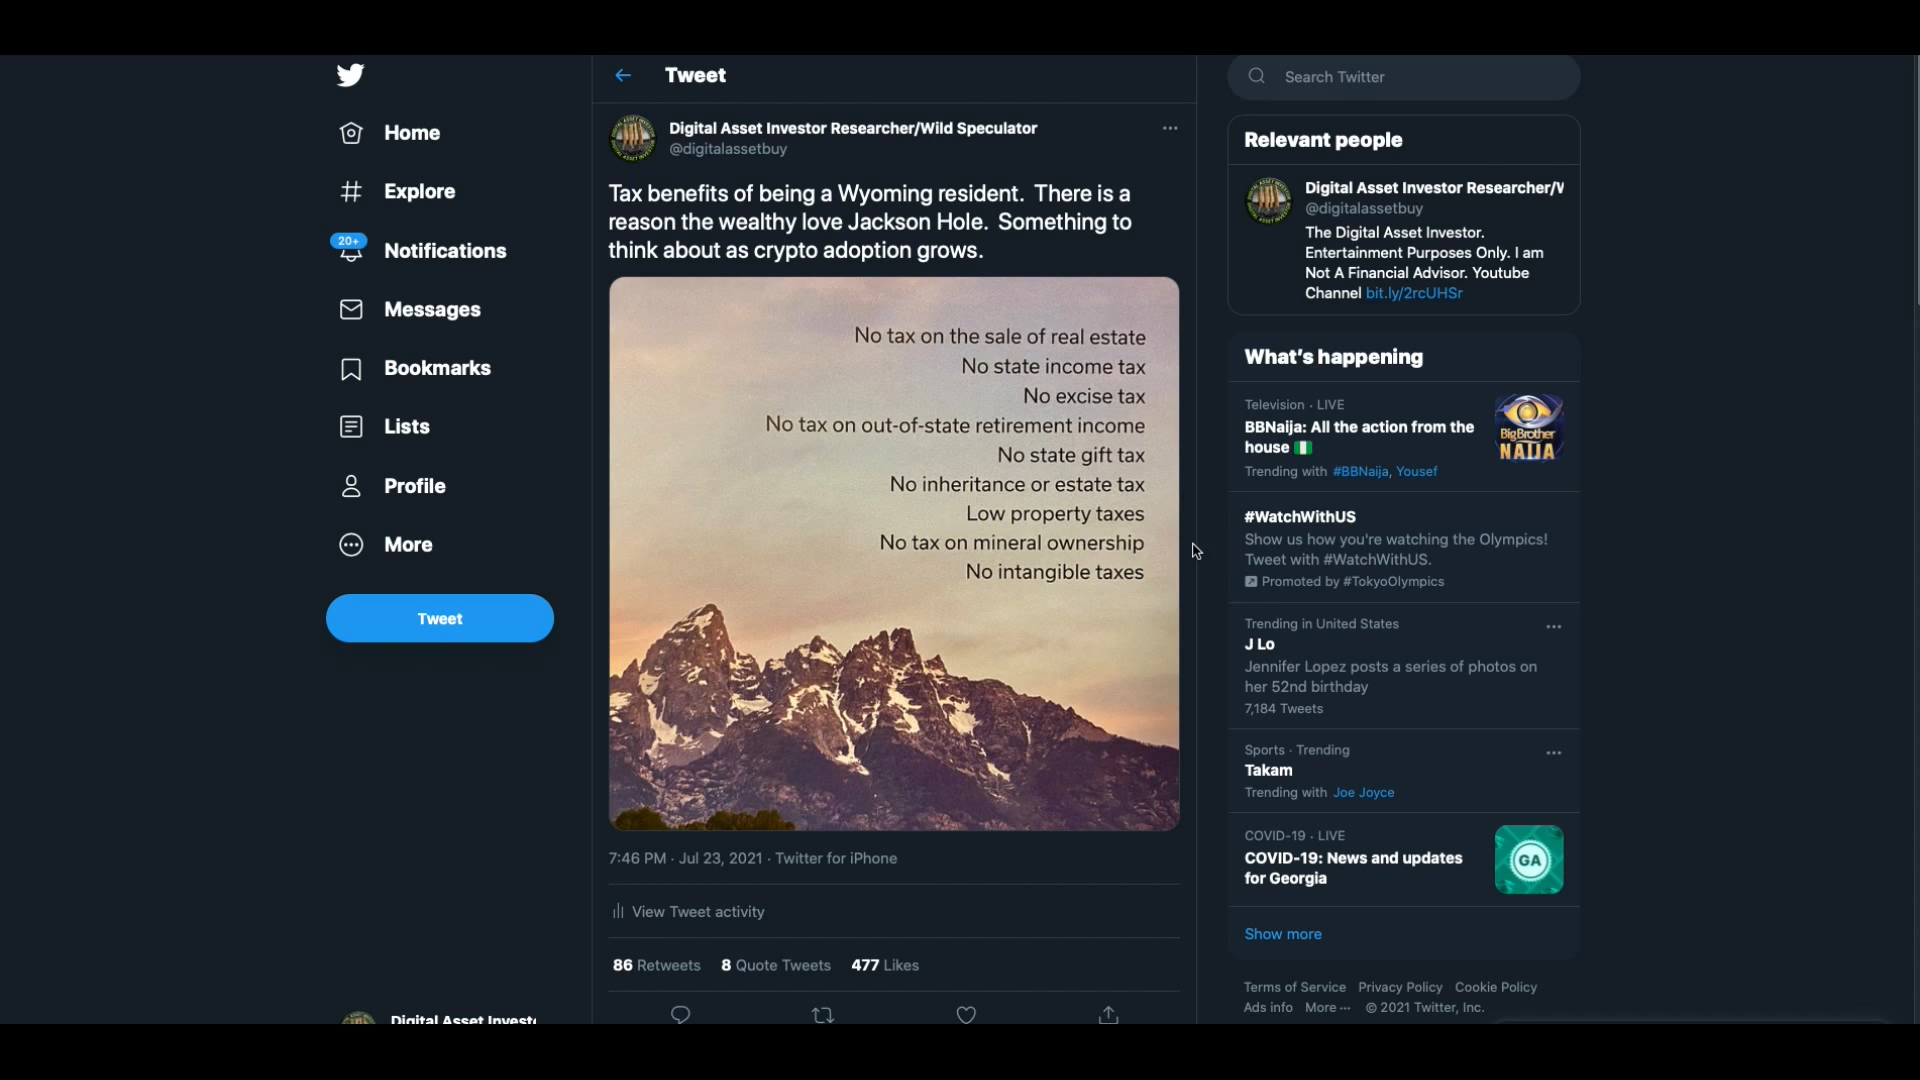 Home
Explore
20+
Notifications
Messages
Bookmarks
Lists
Profile
More
Tweet
Tweet
Digital Asset Investor Researcher/Wild Speculator
@digitalassetbuy
Tax benefits of being a Wyoming resident. There is a
reason the wealthy love Jackson Hole. Something to
think about as crypto adoption grows.
No tax on the sale of real estate
No state income tax
No excise tax
No tax on out-of-state retirement income
No state gift tax
No inheritance or estate tax
Low property taxes
No tax on mineral ownership
No intangible taxes
7:46 PM · Jul 23, 2021 · Twitter for iPhone
View Tweet activity
86 Retweets 8 Quote Tweets 477 Likes
Search Twitter
Relevant people
Digital Asset Investor Researcher/
@digitalassetbuy
The Digital Asset Investor.
Entertainment Purposes Only. I am
Not A Financial Advisor. Youtube
Channel bit.ly/2rcUHSr
What's happening
Television · LIVE
BBNaija: All the action from the
house
Trending with #BBNaija, Yousef
BigBrother
NAIJA
#WatchWithUS
Show us how you're watching the Olympics!
Tweet with #WatchWithUS.
Promoted by #TokyoOlympics
Trending in United States
J Lo
Jennifer Lopez posts a series of photos on
her 52nd birthday
7,184 Tweets
Sports · Trending
Takam
Trending with Joe Joyce
COVID-19 · LIVE
COVID-19: News and updates
for Georgia
GA
Show more
Terms of Service Privacy Policy Cookie Policy
Ads info More ··· © 2021 Twitter, Inc.
Digital Asset